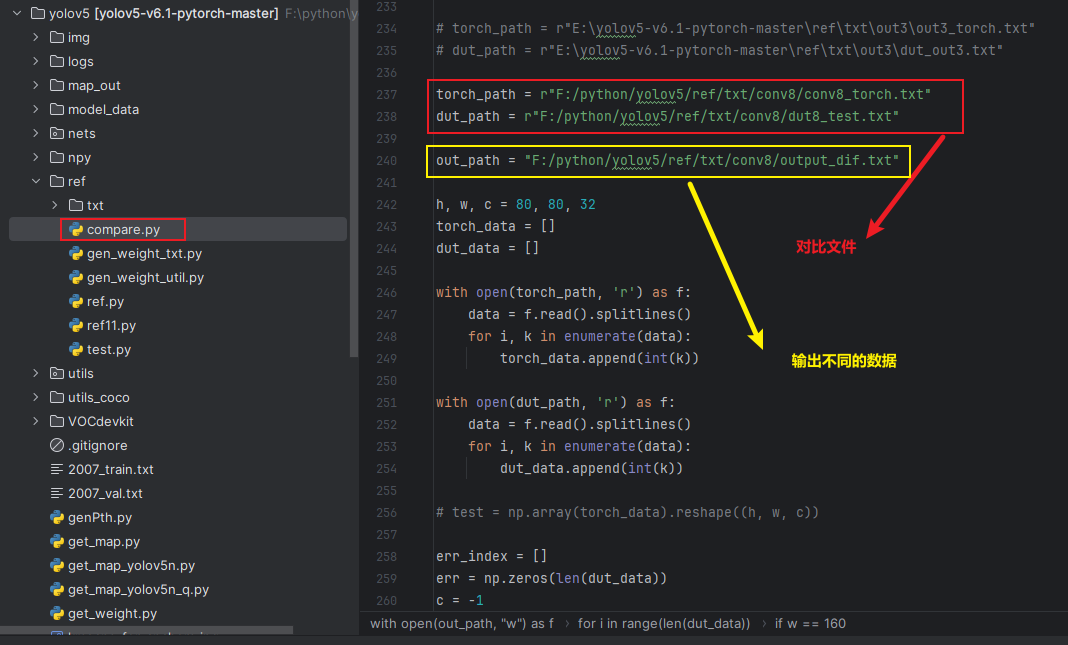 yolov5 [yolov5-v6.1-pytorch-master] F:\python\y
img
logs
map_out
model_data
nets
npy
ref
txt
compare.py
gen_weight_txt.py
gen_weight_util.py
ref.py
ref11.py
test.py
utils
utils_coco
VOCdevkit
.gitignore
2007_train.txt
2007_val.txt
genPth.py
get_map.py
get_map_yolov5n.py
get_map_yolov5n_q.py
get_weight.py
233
234 # torch_path = r"E:\yolov5-v6.1-pytorch-master\ref\txt\out3\out3_torch.txt"
235 # dut_path = r"E:\yolov5-v6.1-pytorch-master\ref\txt\out3\dut_out3.txt"
236
237 torch_path = r"F:/python/yolov5/ref/txt/conv8/conv8_torch.txt"
238 dut_path = r"F:/python/yolov5/ref/txt/conv8/dut8_test.txt"
239
240 out_path = "F:/python/yolov5/ref/txt/conv8/output_dif.txt"
241
242 h, w, c = 80, 80, 32
243 torch_data = []
244 dut_data = []
245
246 with open(torch_path, 'r') as f:
247 data = f.read().splitlines()
248 for i, k in enumerate(data):
249 torch_data.append(int(k))
250
251 with open(dut_path, 'r') as f:
252 data = f.read().splitlines()
253 for i, k in enumerate(data):
254 dut_data.append(int(k))
255
256 # test = np.array(torch_data).reshape((h, w, c))
257
258 err_index = []
259 err = np.zeros(len(dut_data))
260 c = -1
对比文件
输出不同的数据
with open(out_path, "w") as f › for i in range(len(dut_data)) › if w == 160